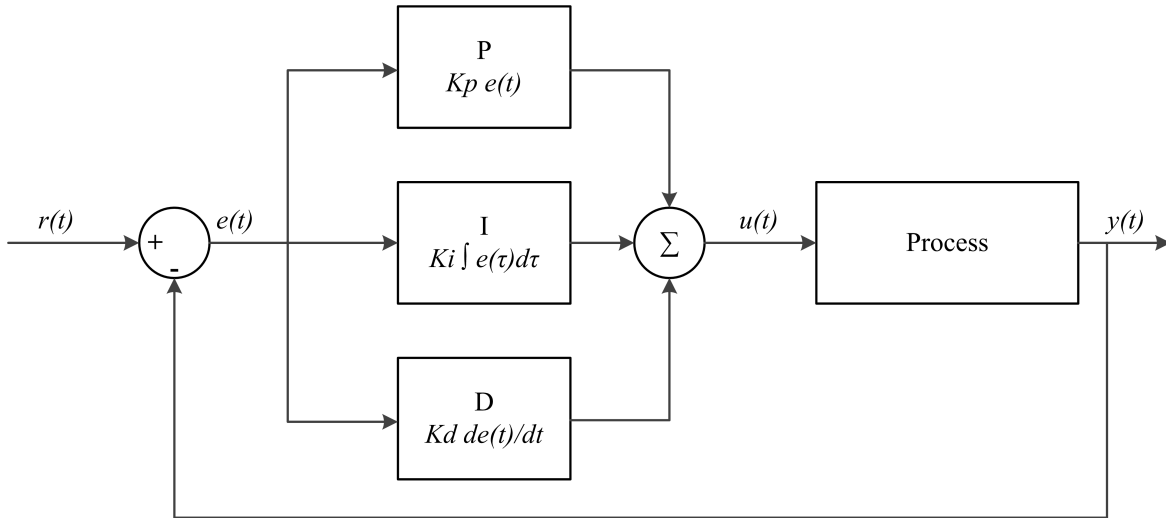 P
Kp e(t)
r(t)
+
-
e(t)
I
Ki ∫ e(τ)dτ
Σ
u(t)
Process
y(t)
D
Kd de(t)/dt